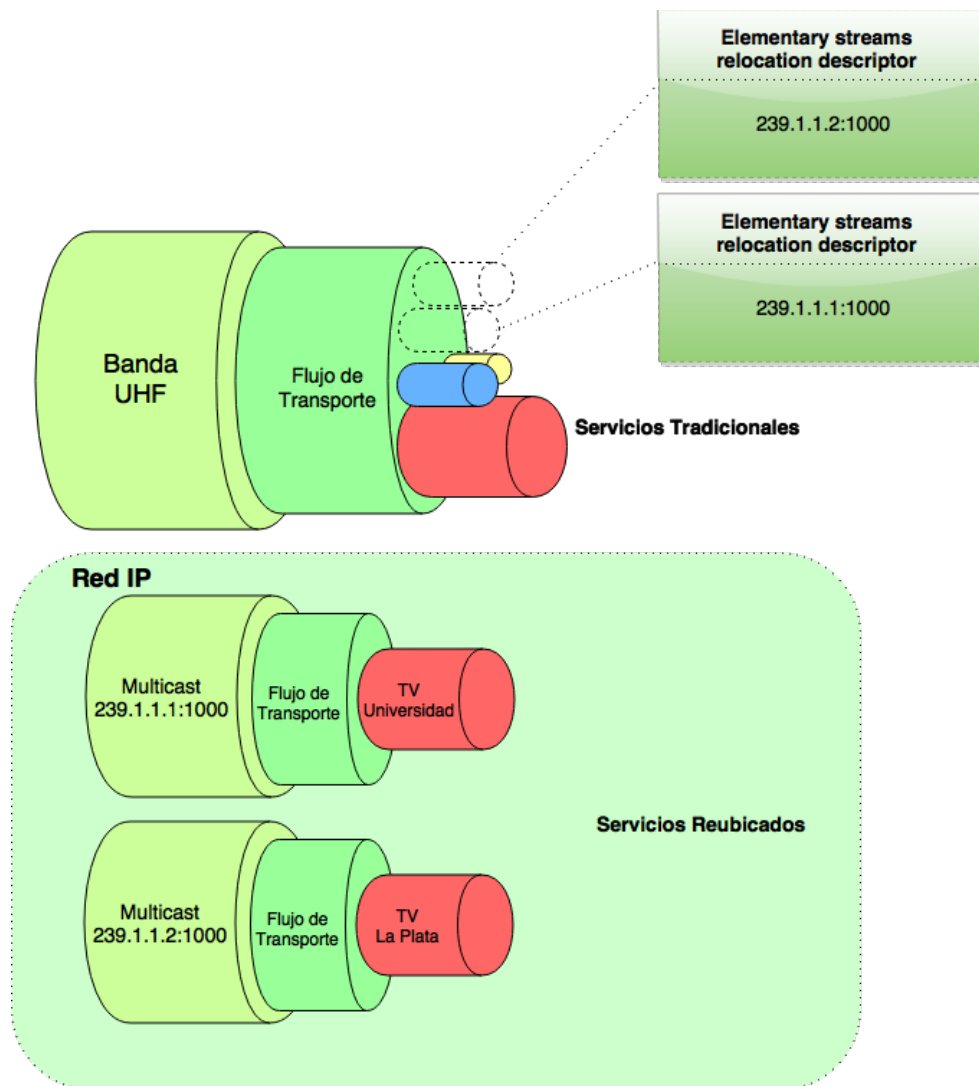 Elementary streams
relocation descriptor
239.1.1.2:1000
Elementary streams
relocation descriptor
239.1.1.1:1000
Banda
UHF
Flujo de
Transporte
Servicios Tradicionales
Red IP
Multicast
239.1.1.1:1000
Flujo de
Transporte
TV
Universidad
Servicios Reubicados
Multicast
239.1.1.2:1000
Flujo de
Transporte
TV
La Plata